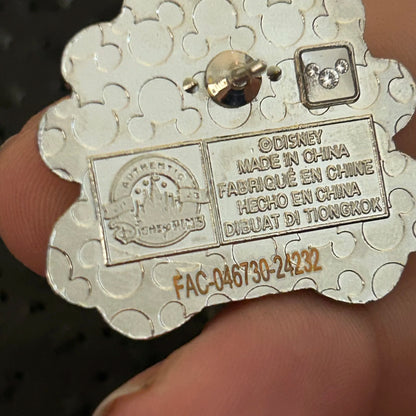 AUTHENTIC
DISNEY PINS
©DISNEY
MADE IN CHINA
FABRIQUÉ EN CHINE
HECHO EN CHINA
DIBUAT DI TIONGKOK
FAC-046730-24232